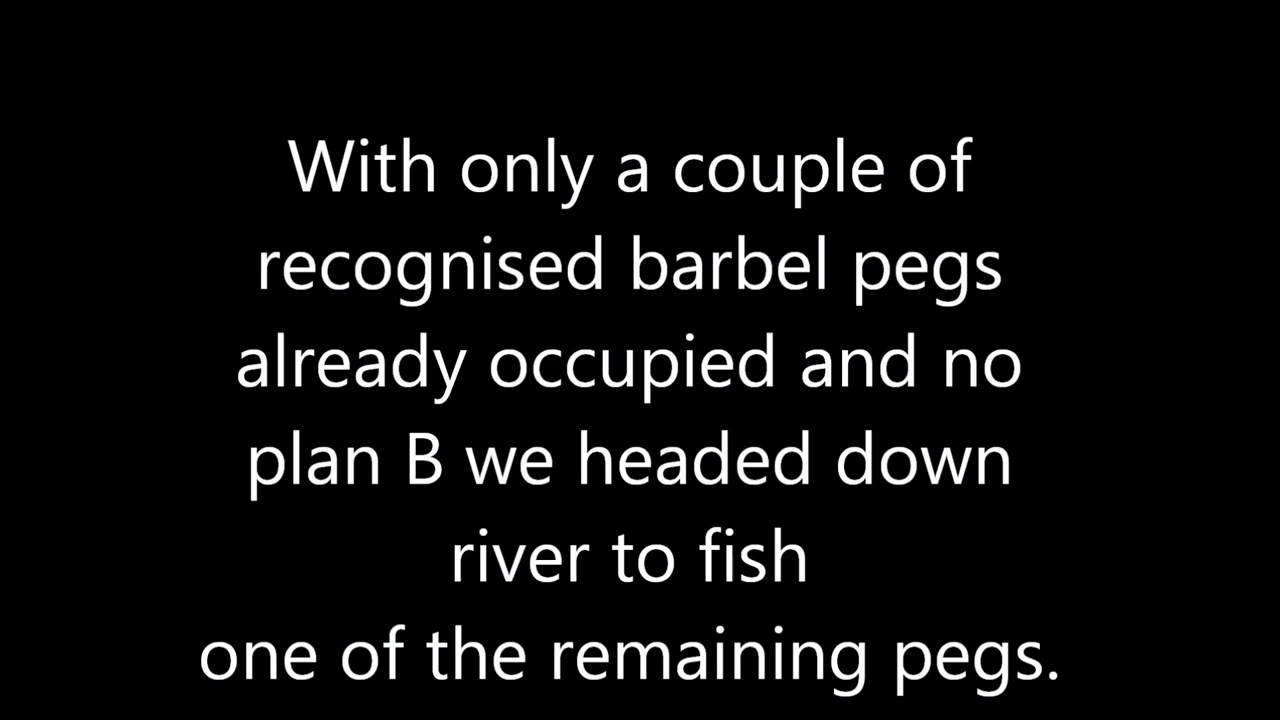 With only a couple of
recognised barbel pegs
already occupied and no
plan B we headed down
river to fish
one of the remaining pegs.